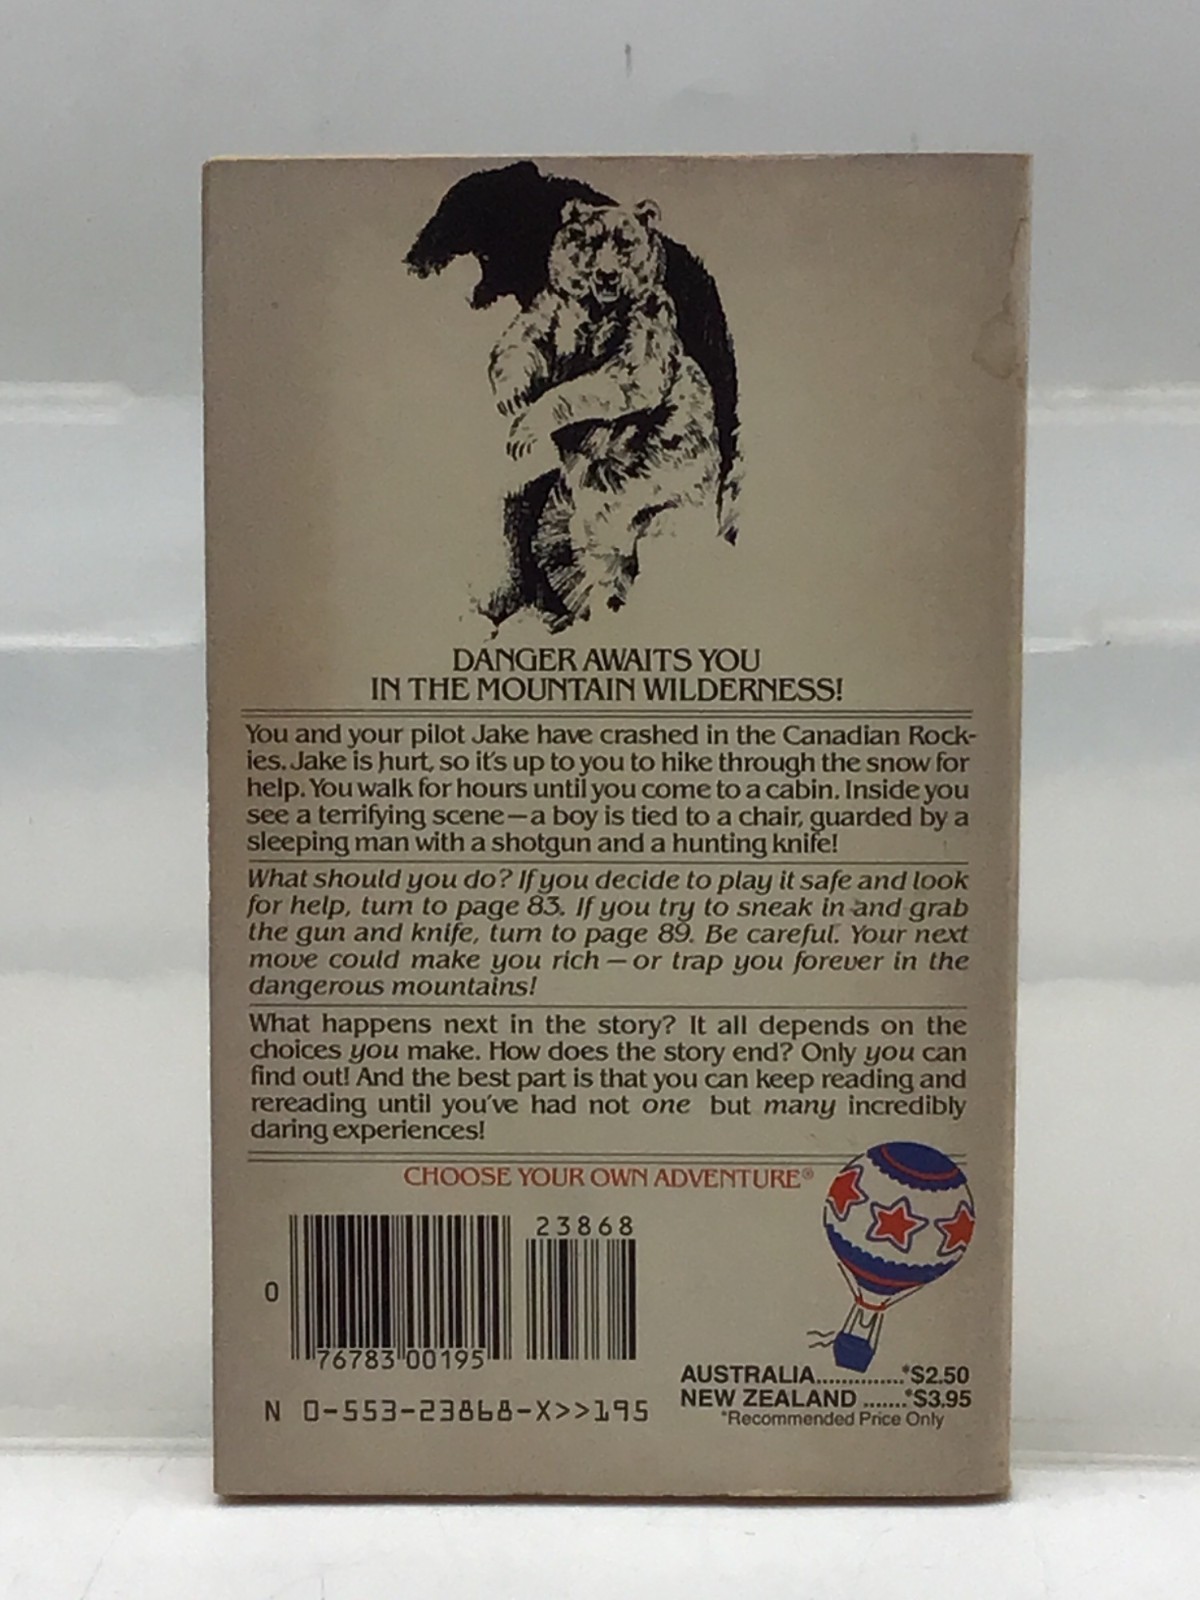 DANGER AWAITS YOU
IN THE MOUNTAIN WILDERNESS!
You and your pilot Jake have crashed in the Canadian Rock-
ies. Jake is hurt, so it's up to you to hike through the snow for
help. You walk for hours until you come to a cabin. Inside you
see a terrifying scene—a boy is tied to a chair, guarded by a
sleeping man with a shotgun and a hunting knife!
What should you do? If you decide to play it safe and look
for help, turn to page 83. If you try to sneak in and grab
the gun and knife, turn to page 89. Be careful. Your next
move could make you rich — or trap you forever in the
dangerous mountains!
What happens next in the story? It all depends on the
choices you make. How does the story end? Only you can
find out! And the best part is that you can keep reading and
rereading until you've had not one but many incredibly
daring experiences!
CHOOSE YOUR OWN ADVENTURE®
23868
0
76783 00195
N 0-553-23868-X>>195
AUSTRALIA..............*$2.50
NEW ZEALAND .......*$3.95
*Recommended Price Only